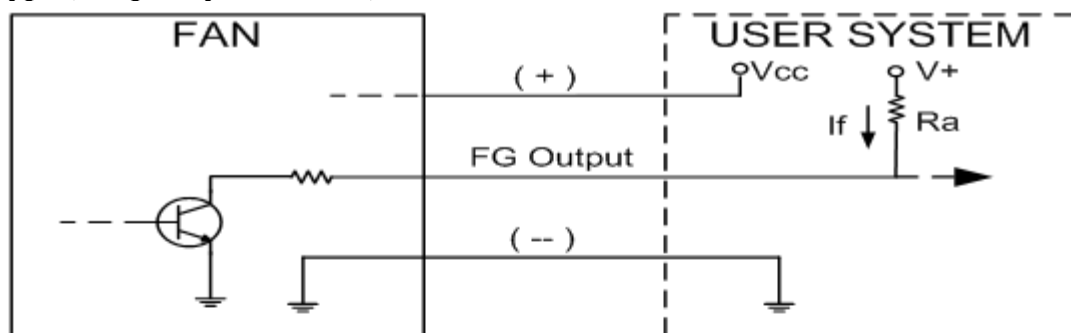 FAN
USER SYSTEM
( + )
Vcc
V+
If
Ra
FG Output
( -- )